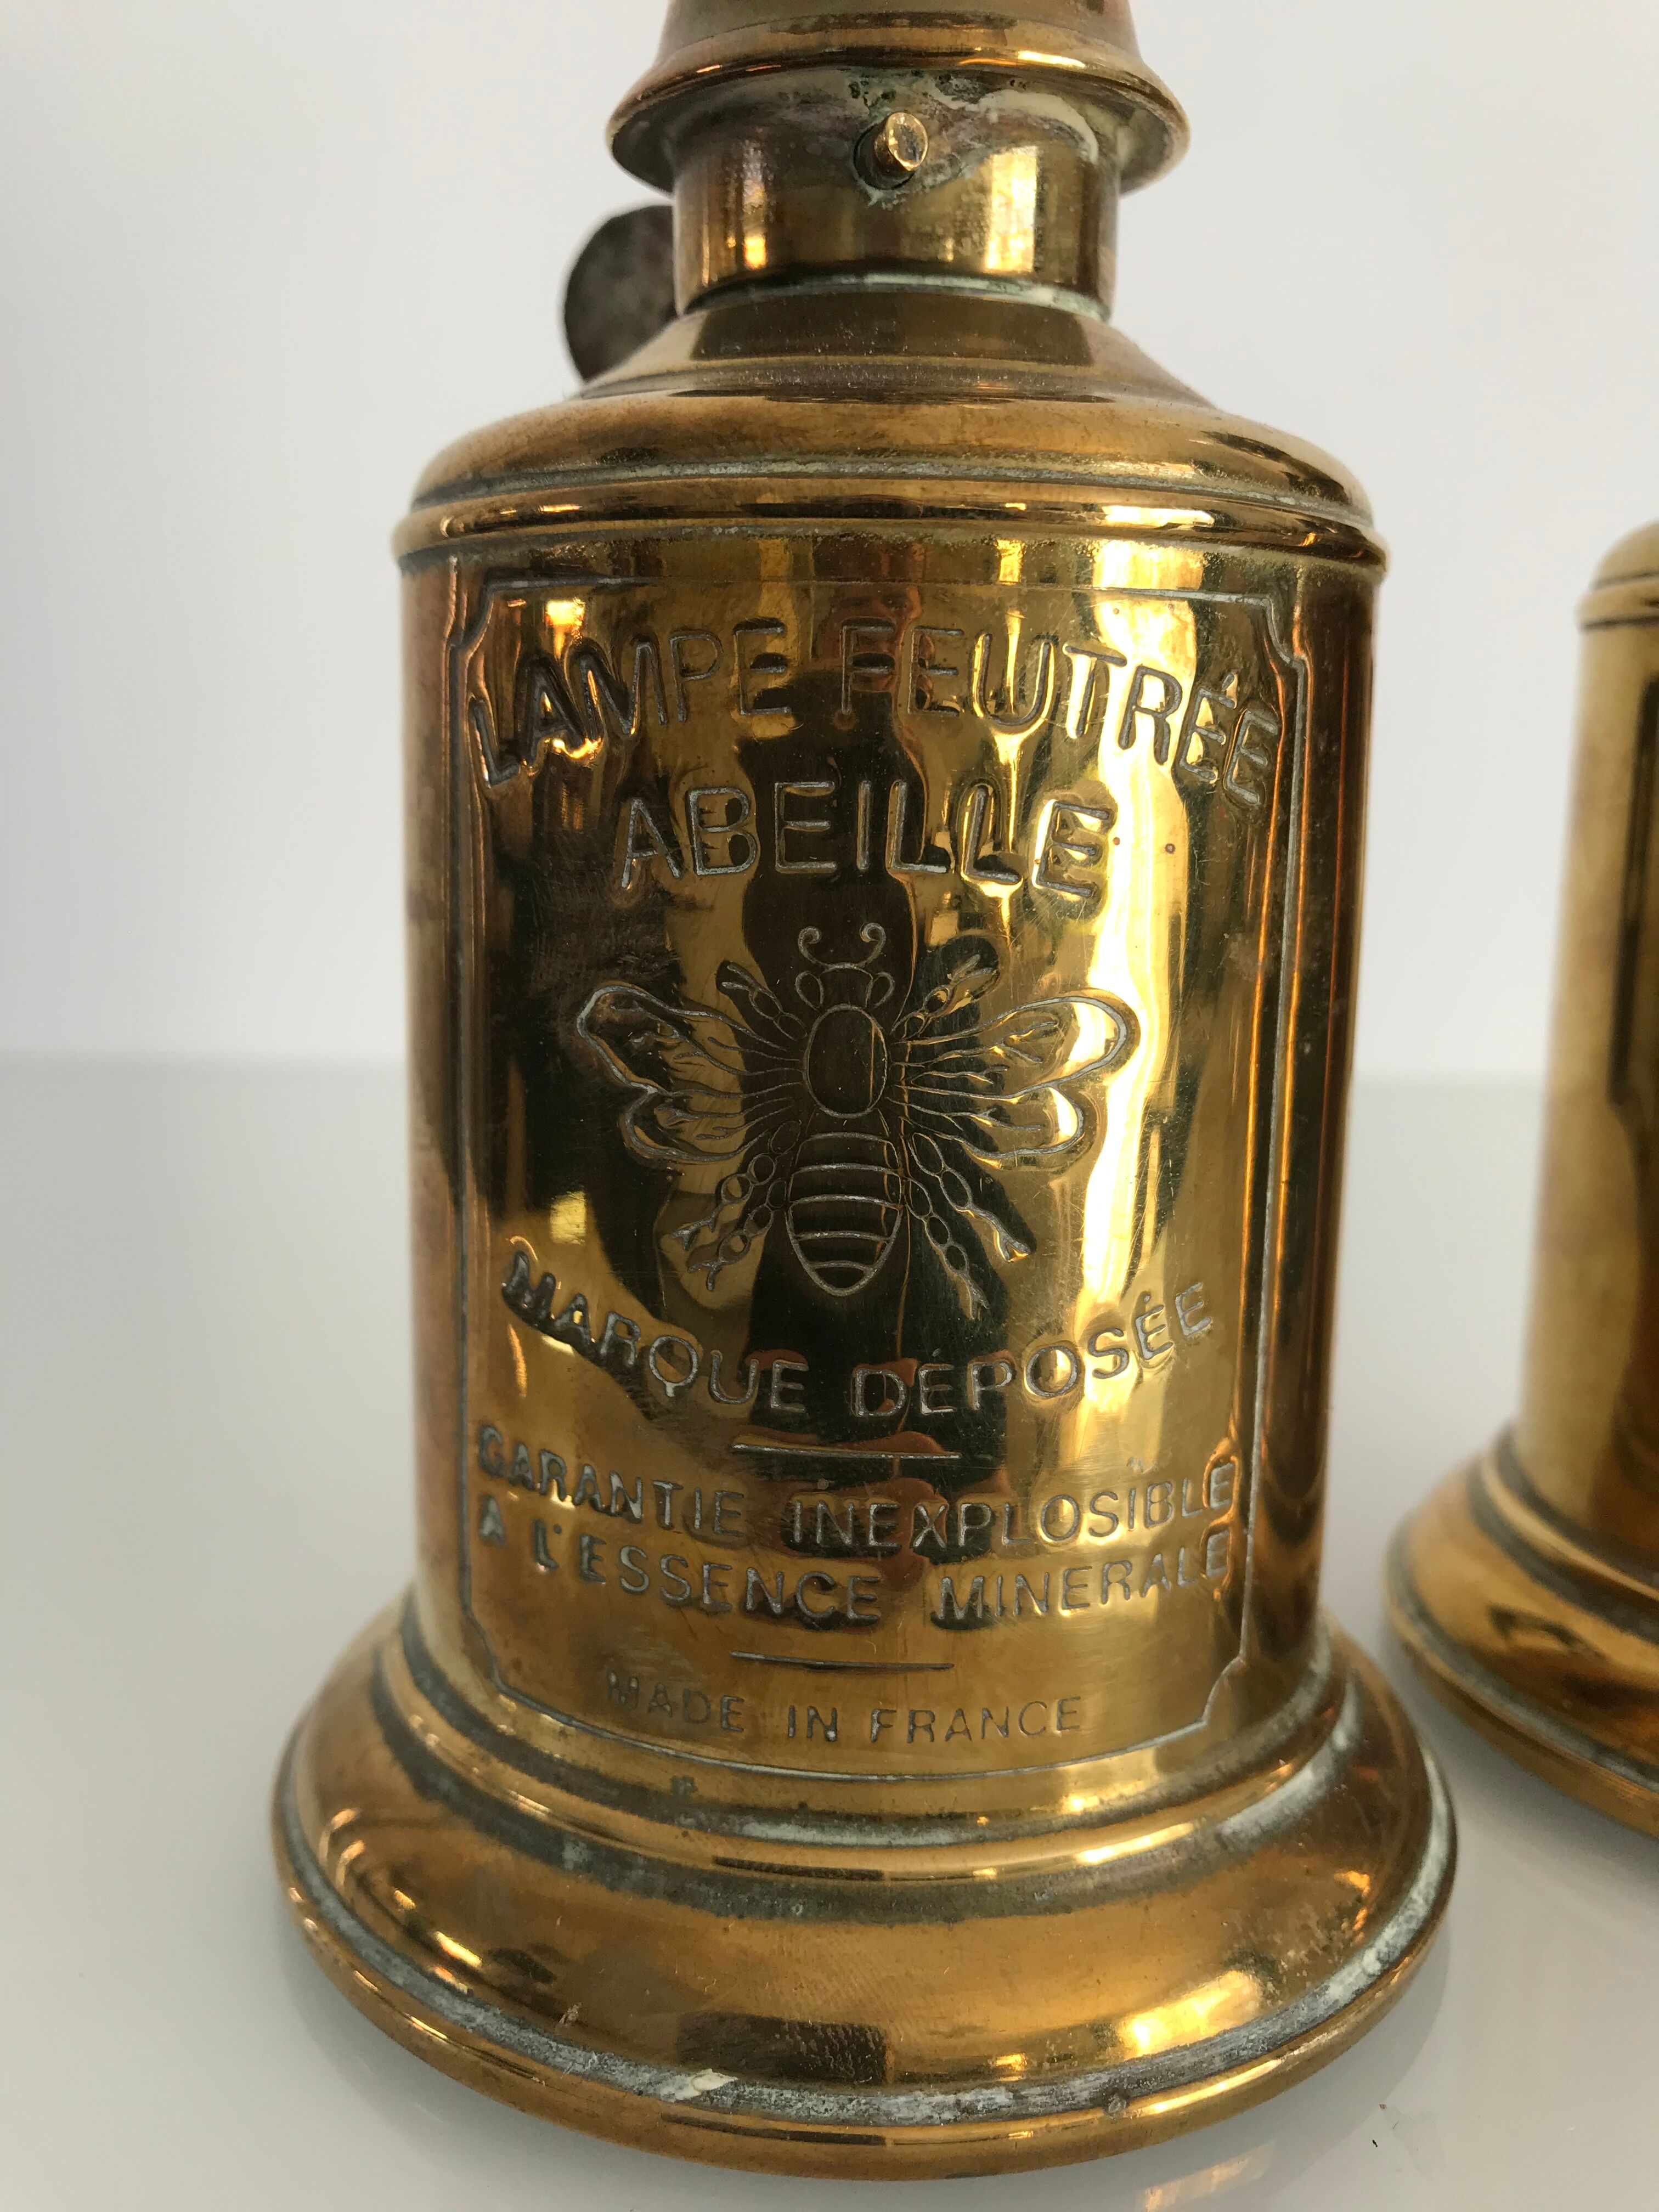 LAMPE FEUTRÉE
ABEILLE
MARQUE DÉPOSÉE
GARANTIE INEXPLOSIBLE
A L'ESSENCE MINERALE
MADE IN FRANCE